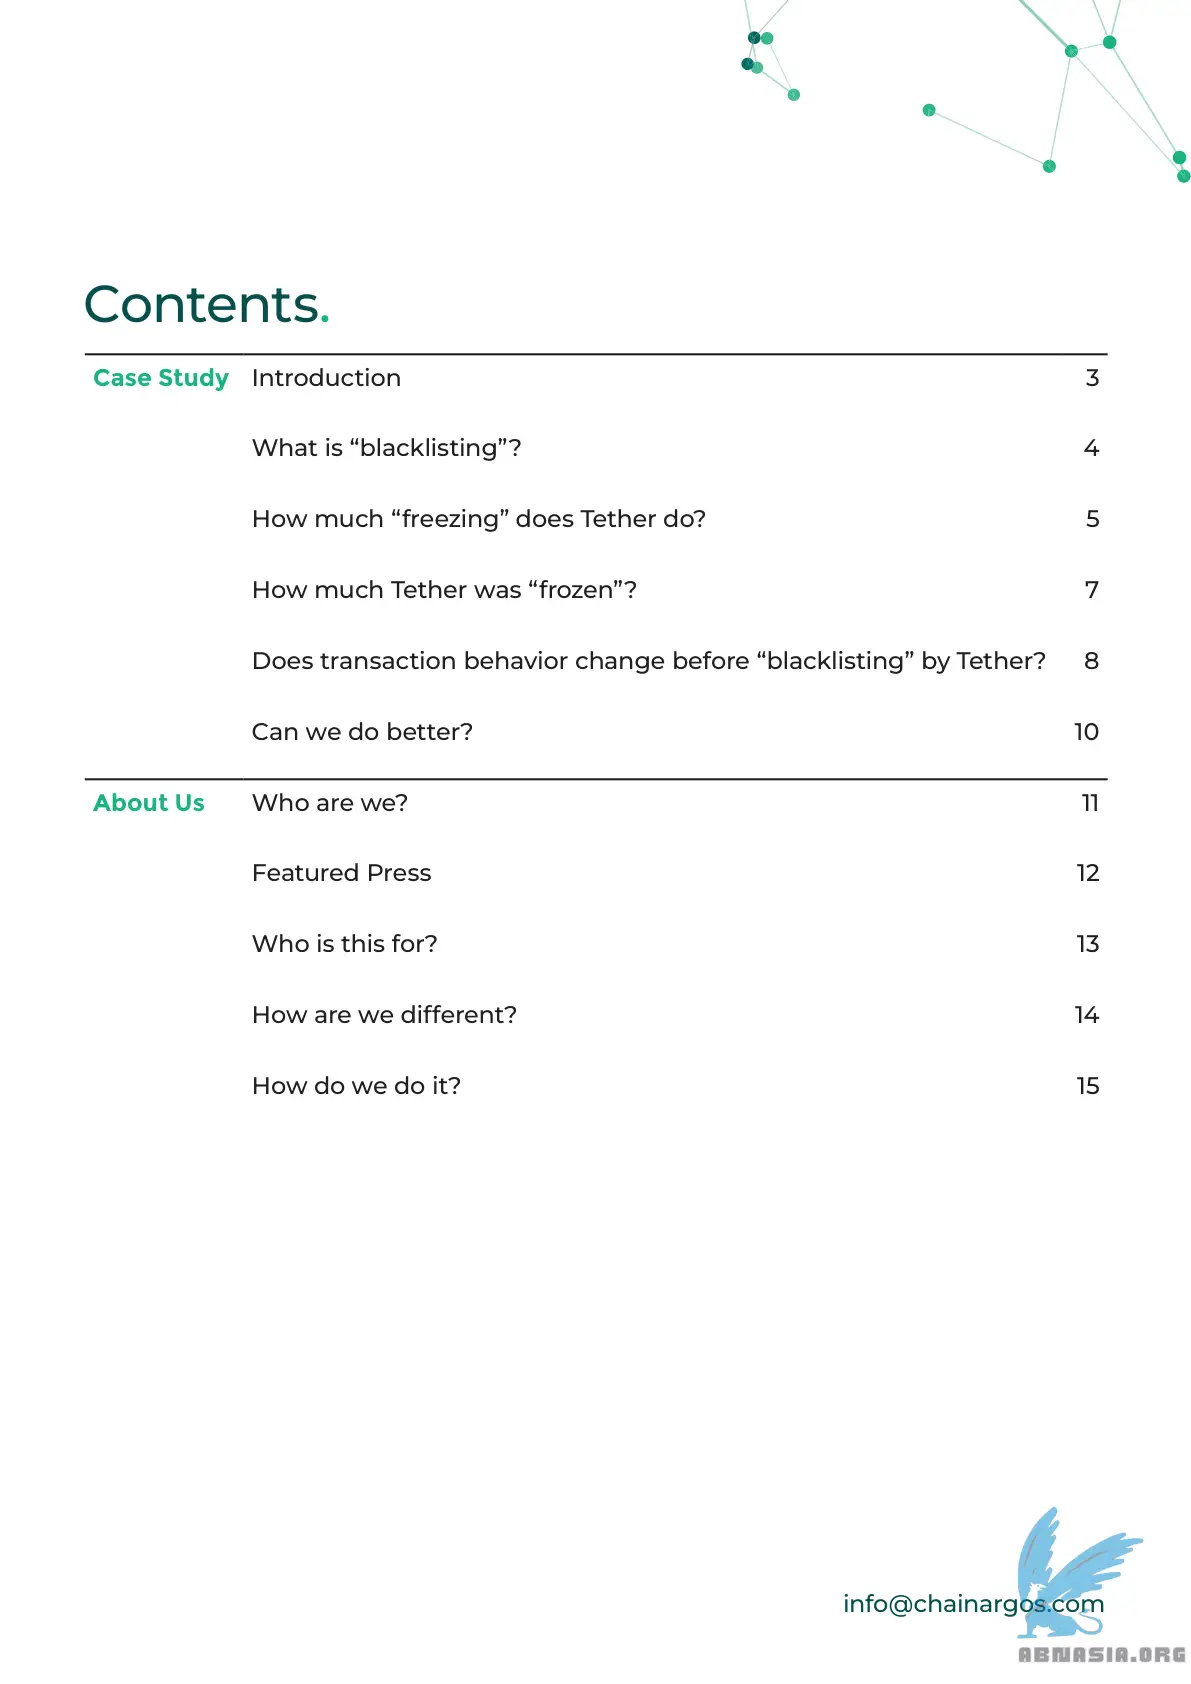 Contents.
Case Study Introduction 3
What is “blacklisting”? 4
How much “freezing” does Tether do? 5
How much Tether was “frozen”? 7
Does transaction behavior change before “blacklisting” by Tether? 8
Can we do better? 10
About Us Who are we? 11
Featured Press 12
Who is this for? 13
How are we different? 14
How do we do it? 15
info@chainargos.com
ABNASIA.ORG